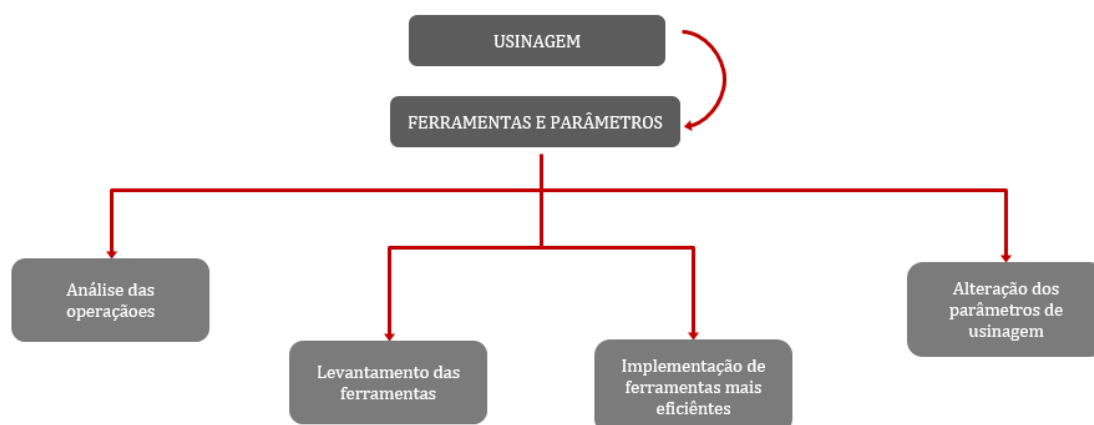 USINAGEM
FERRAMENTAS E PARÂMETROS
Análise das
operaçãoes
Levantamento das
ferramentas
Implementação de
ferramentas mais
eficiêntes
Alteração dos
parâmetros de
usinagem